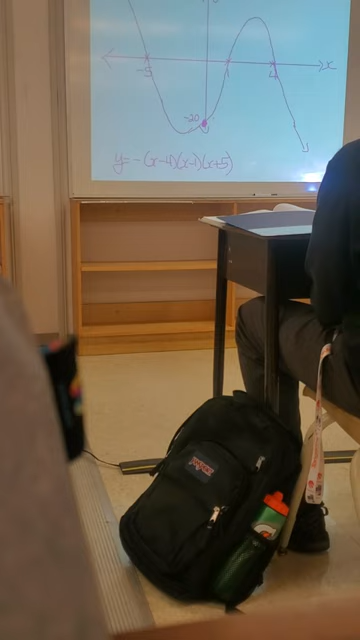 x
-5
1
4
-20
y = -(x-4)(x-1)(x+5)
JANSPORT